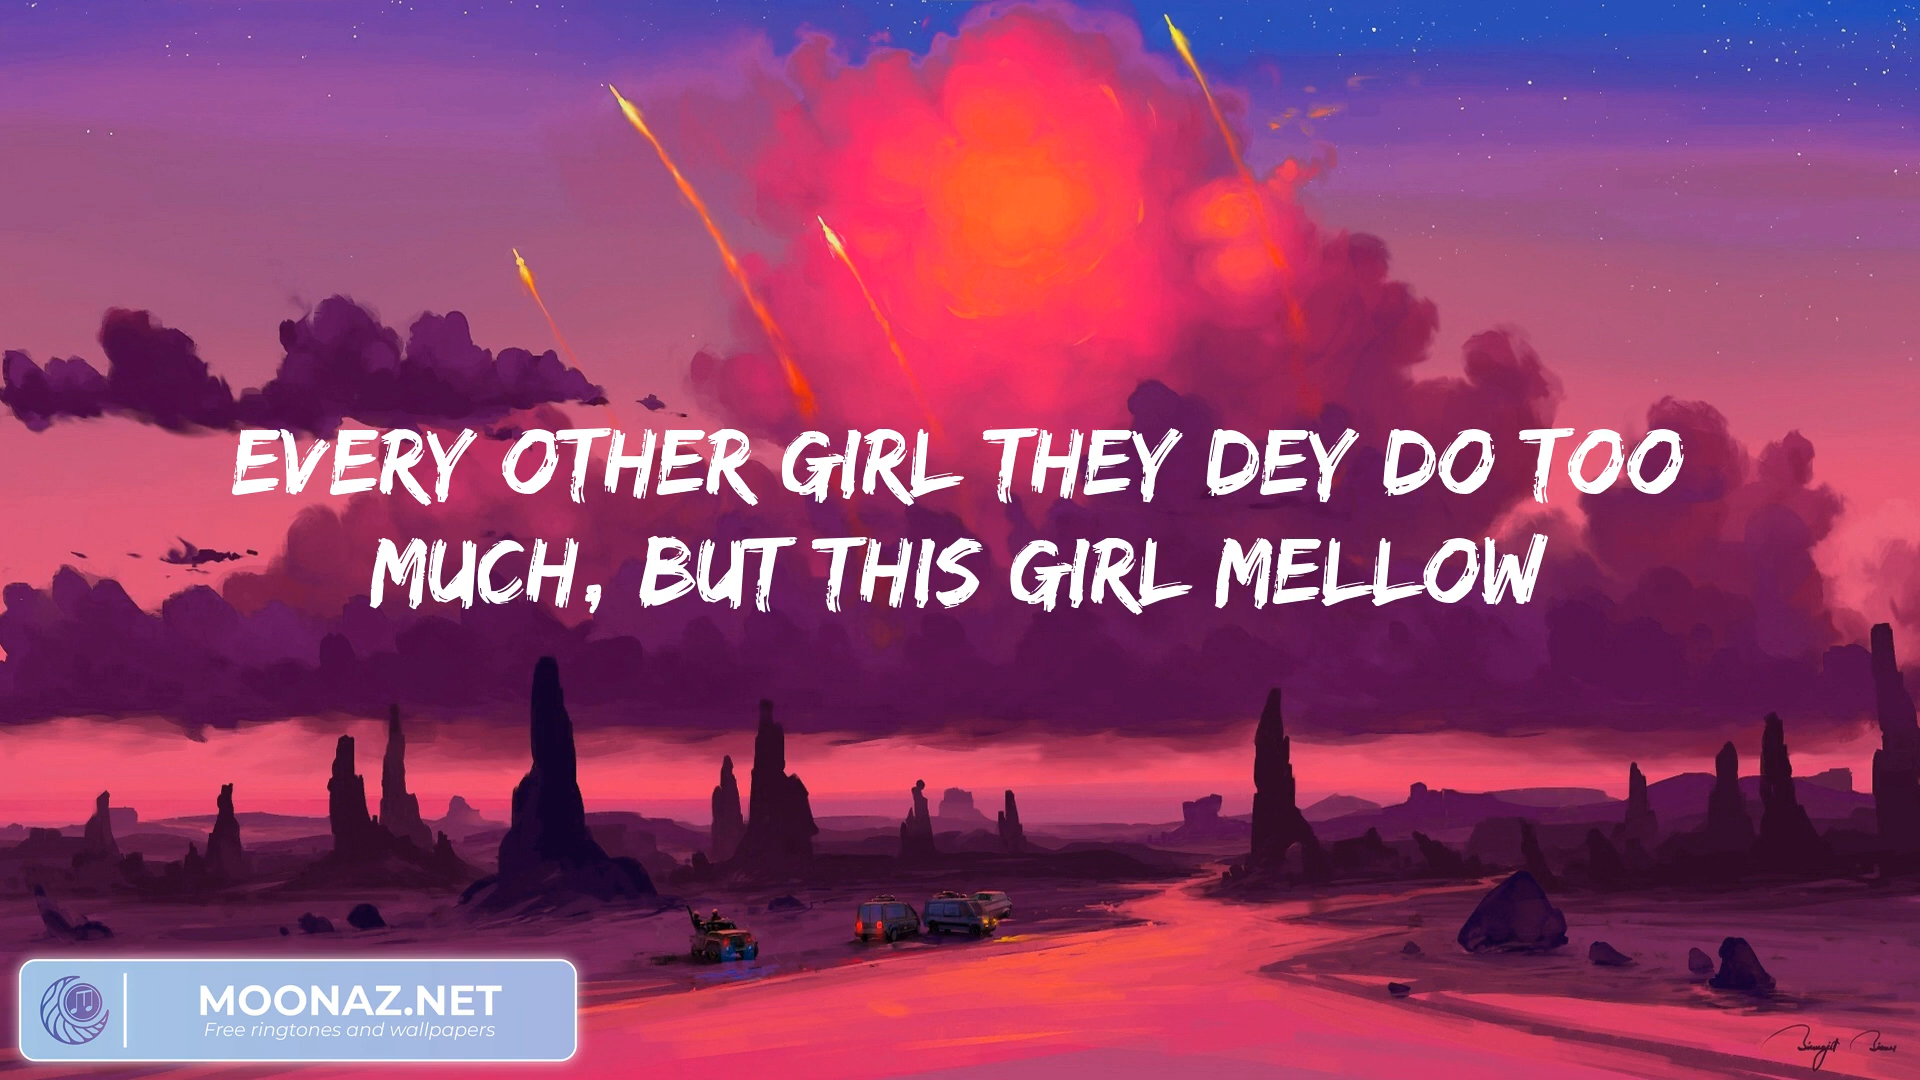 EVERY OTHER GIRL THEY DEY DO TOO
MUCH, BUT THIS GIRL MELLOW
MOONAZ.NET
Free ringtones and wallpapers